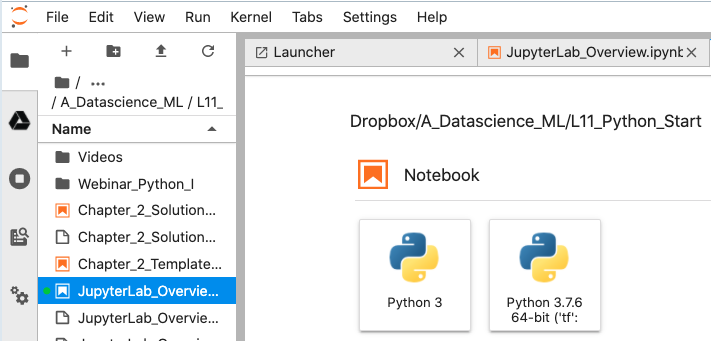 File Edit View Run Kernel Tabs Settings Help
Launcher
JupyterLab_Overview.ipynb
/ ...
/ A_Datascience_ML / L11_
Name
Videos
Webinar_Python_I
Chapter_2_Solution...
Chapter_2_Solution...
Chapter_2_Template...
JupyterLab_Overvie...
JupyterLab_Overvie...
JupyterLab_Overvie...
Dropbox/A_Datascience_ML/L11_Python_Start
Notebook
Python 3
Python 3.7.6
64-bit ('tf':